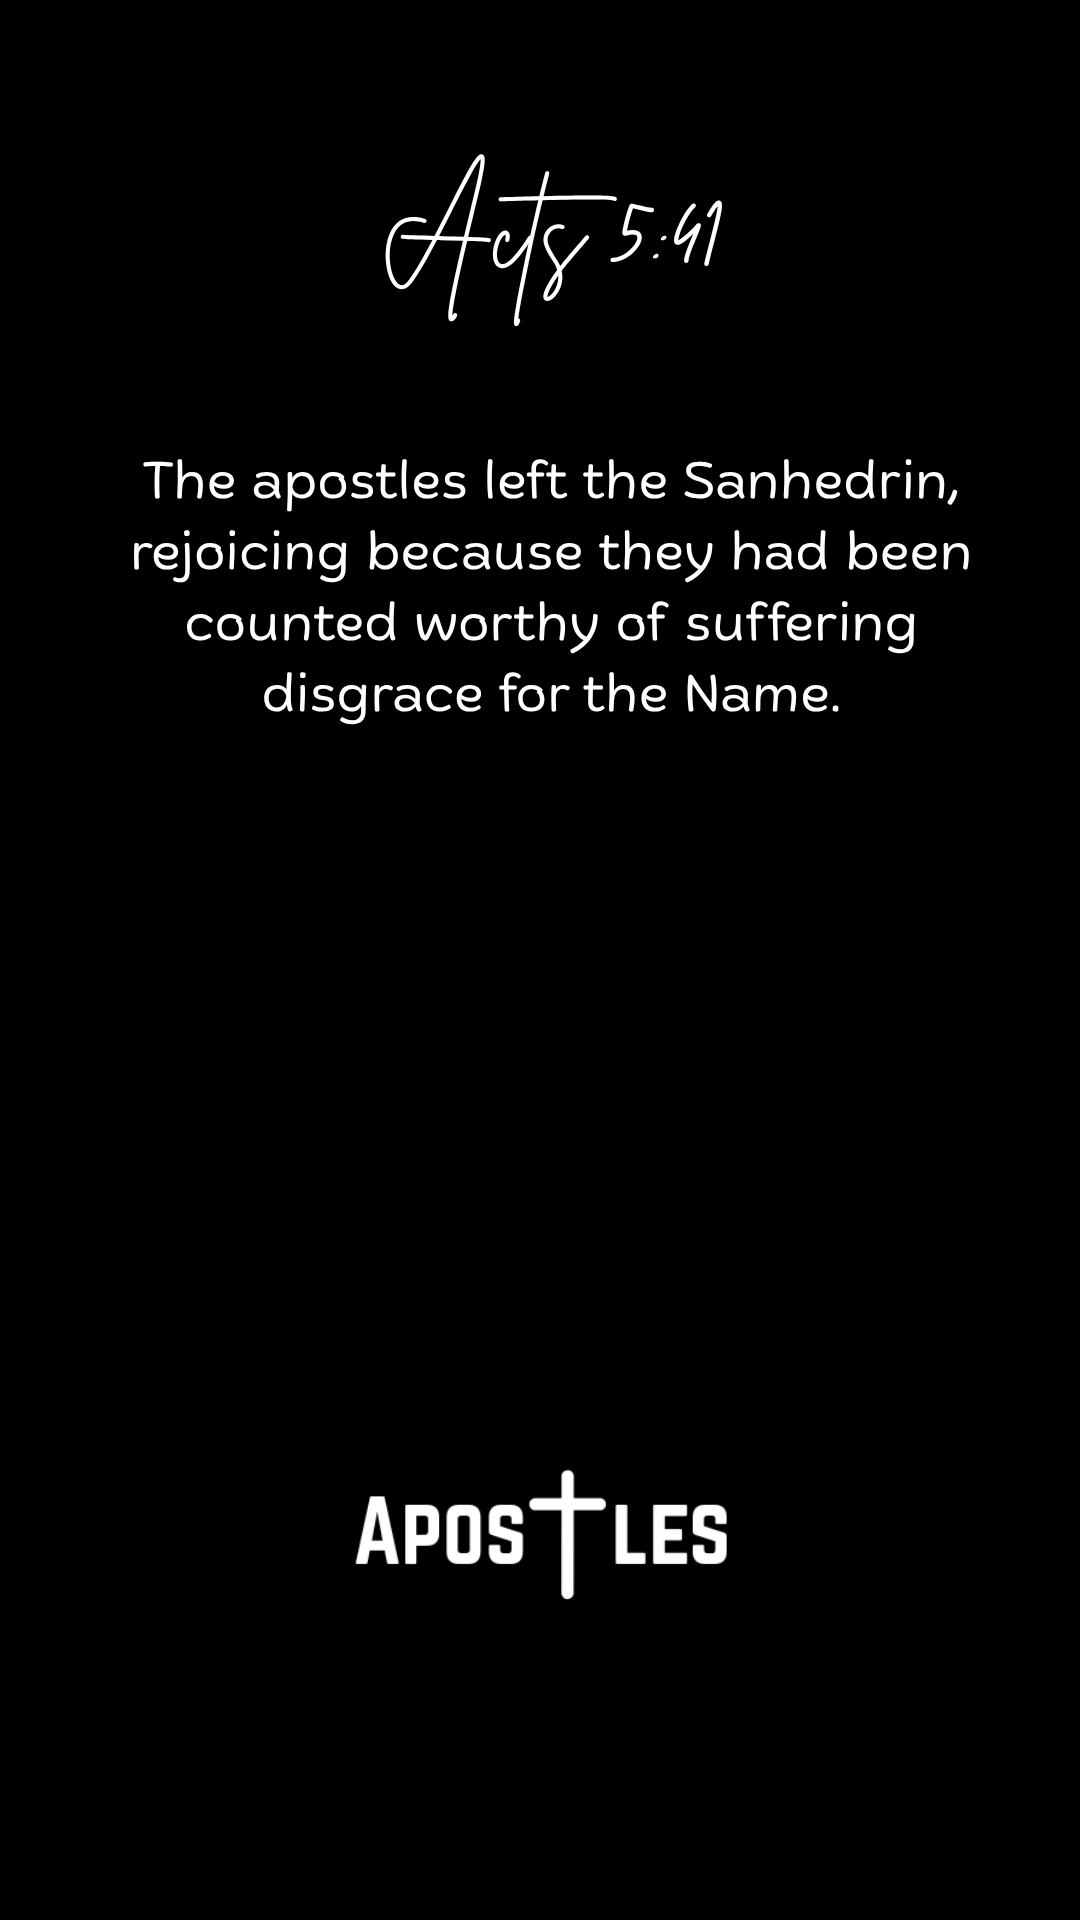 Acts 5:41
The apostles left the Sanhedrin,
rejoicing because they had been
counted worthy of suffering
disgrace for the Name.
APOSTLES